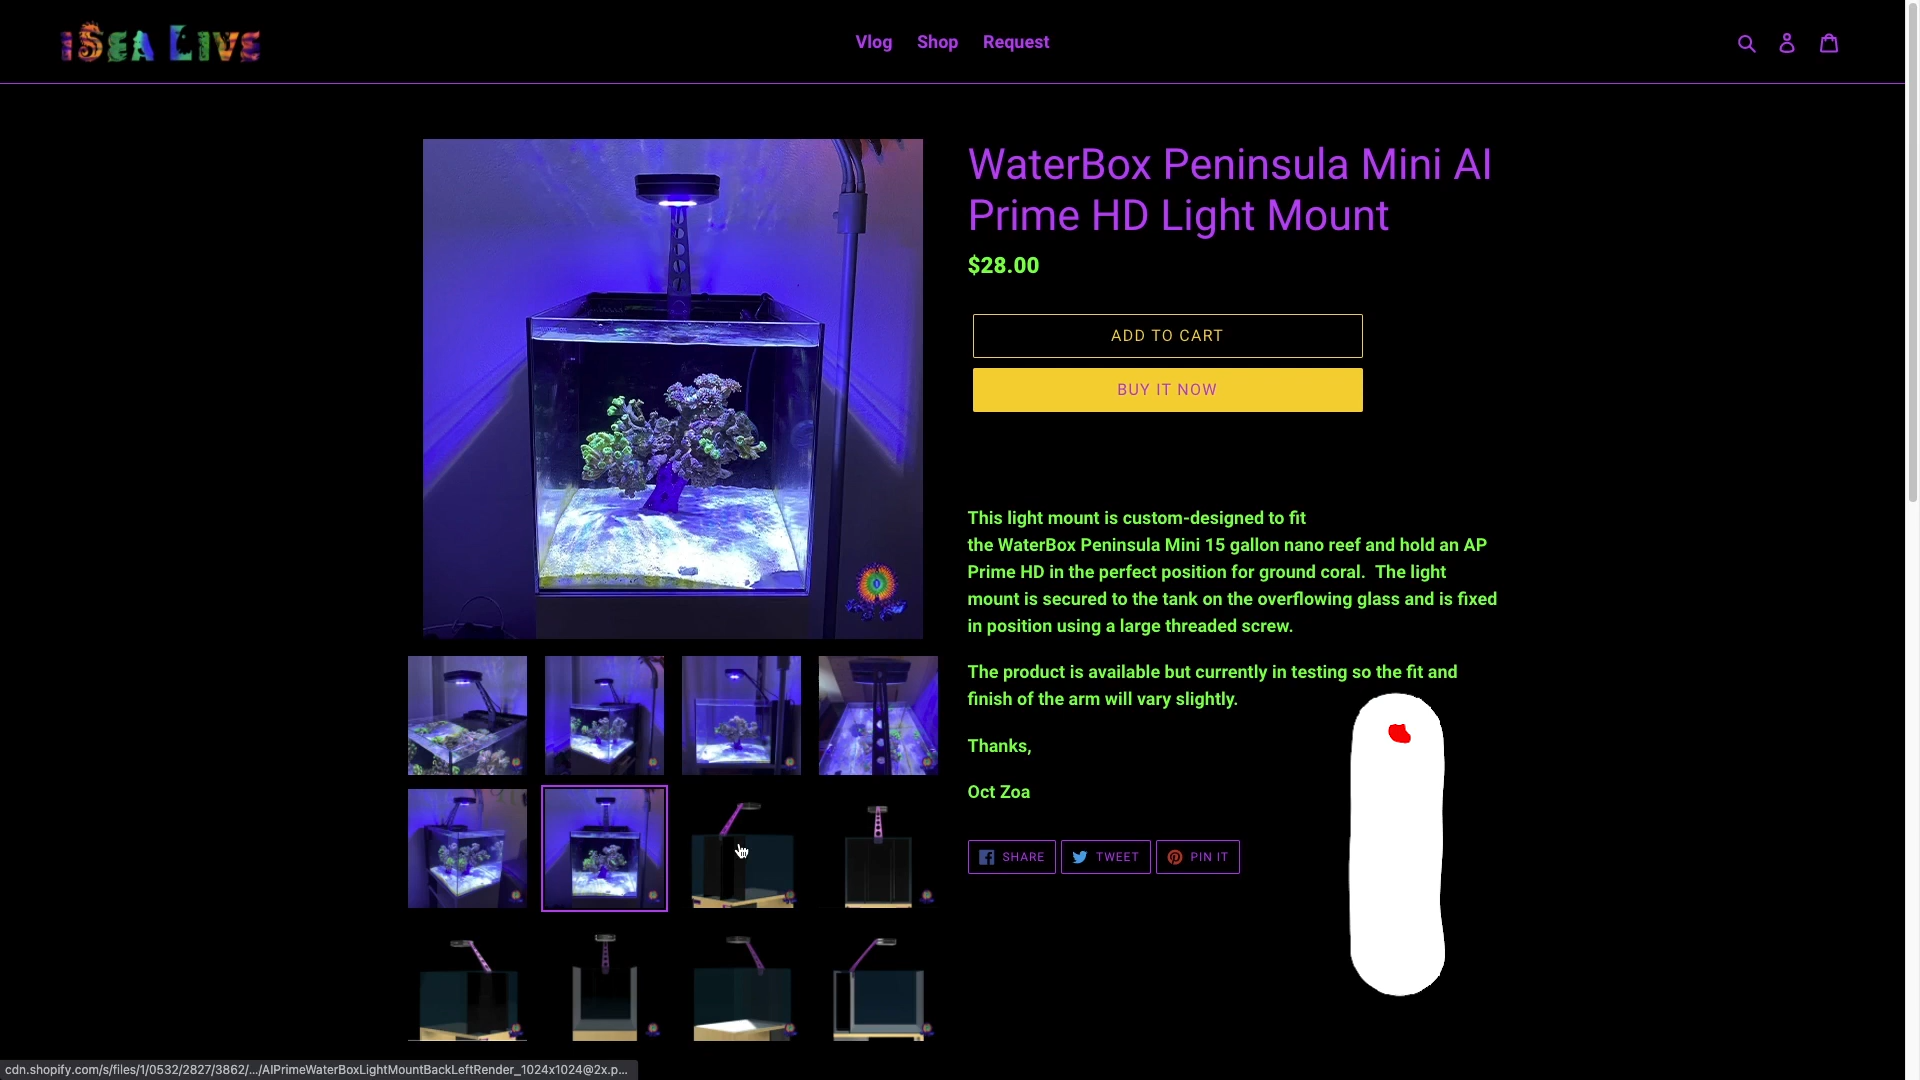 iSea Live
Vlog Shop Request
WaterBox Peninsula Mini AI
Prime HD Light Mount
$28.00
ADD TO CART
BUY IT NOW
This light mount is custom-designed to fit
the WaterBox Peninsula Mini 15 gallon nano reef and hold an AP
Prime HD in the perfect position for ground coral. The light
mount is secured to the tank on the overflowing glass and is fixed
in position using a large threaded screw.
The product is available but currently in testing so the fit and
finish of the arm will vary slightly.
Thanks,
Oct Zoa
SHARE TWEET PIN IT
cdn.shopify.com/s/files/1/0532/2827/3862/.../AIPrimeWaterBoxLightMountBackLeftRender_1024x1024@2x.p...